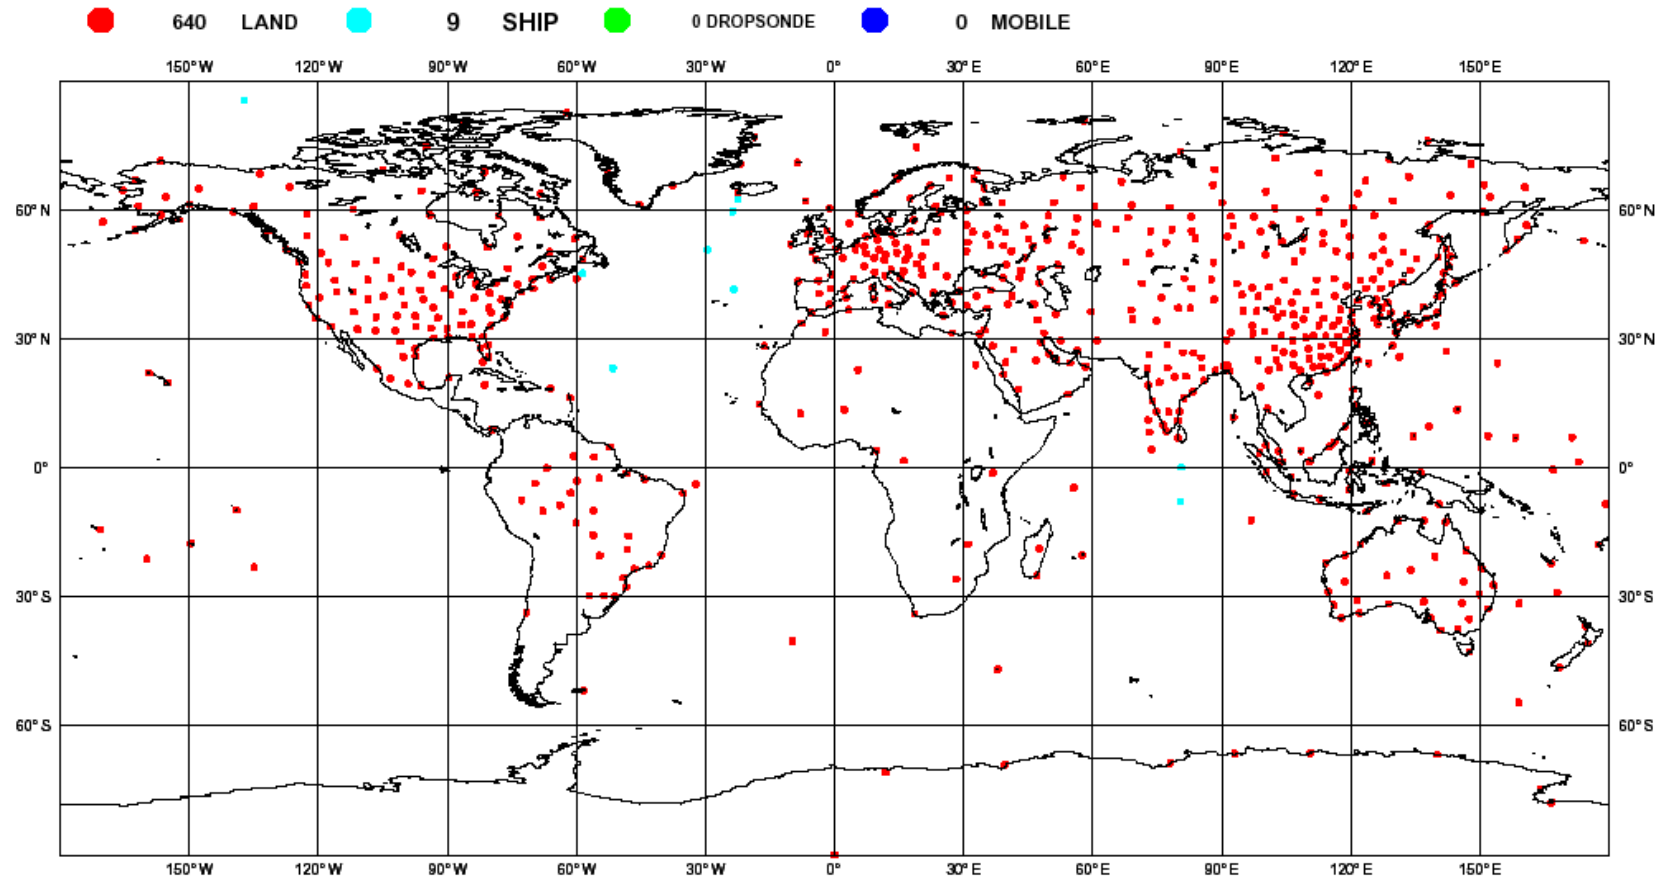 640 LAND 9 SHIP 0 DROPSONDE 0 MOBILE
150°W 120°W 90°W 60°W 30°W 0° 30°E 60°E 90°E 120°E 150°E
60°N 60°N
30°N 30°N
0° 0°
30°S 30°S
60°S 60°S
150°W 120°W 90°W 60°W 30°W 0° 30°E 60°E 90°E 120°E 150°E